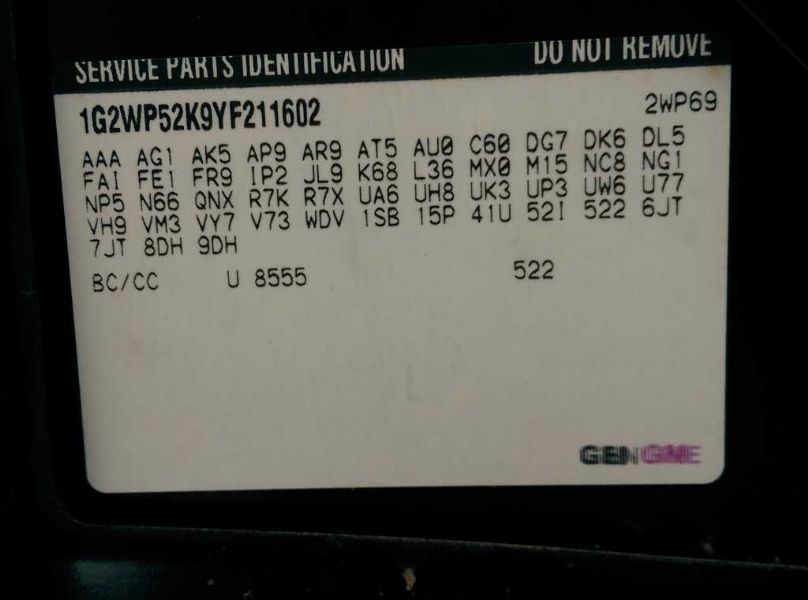 SERVICE PARTS IDENTIFICATION DO NOT REMOVE
1G2WP52K9YF211602 2WP69
AAA AG1 AK5 AP9 AR9 AT5 AU0 C60 DG7 DK6 DL5
FAI FE1 FR9 IP2 JL9 K68 L36 MX0 M15 NC8 NG1
NP5 N66 QNX R7K R7X UA6 UH8 UK3 UP3 UW6 U77
VH9 VM3 VY7 V73 WDV 1SB 15P 41U 52I 522 6JT
7JT 8DH 9DH
BC/CC U 8555 522